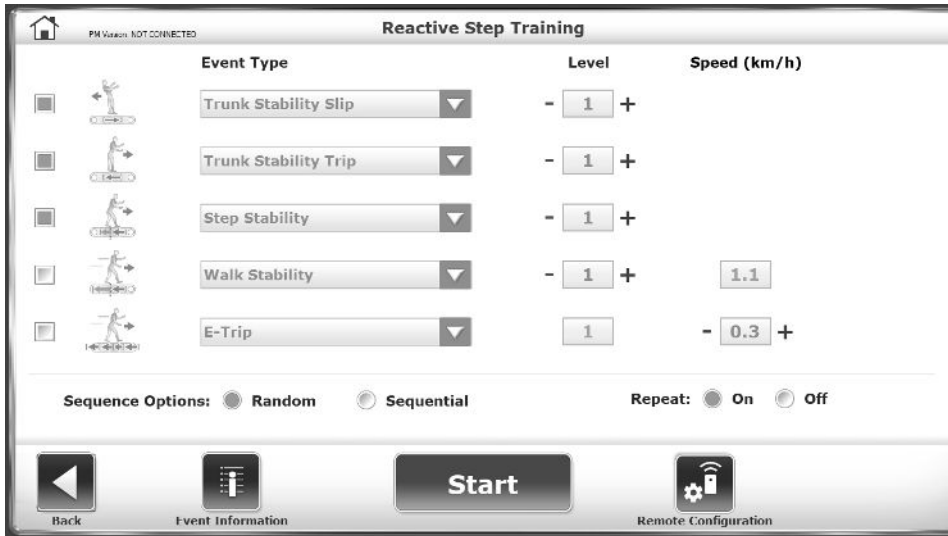 PM Version: NOT CONNECTED
Reactive Step Training
Event Type Level Speed (km/h)
Trunk Stability Slip - 1 +
Trunk Stability Trip - 1 +
Step Stability - 1 +
Walk Stability - 1 + 1.1
E-Trip 1 - 0.3 +
Sequence Options: Random Sequential Repeat: On Off
Start
Back Event Information Remote Configuration